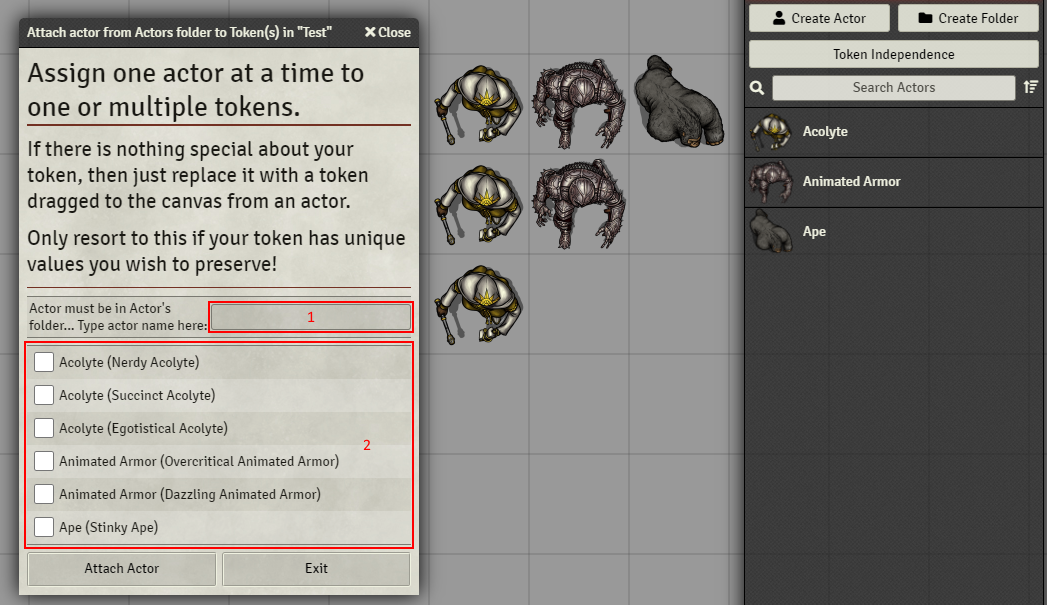 Attach actor from Actors folder to Token(s) in "Test"
Close
Assign one actor at a time to
one or multiple tokens.
If there is nothing special about your
token, then just replace it with a token
dragged to the canvas from an actor.
Only resort to this if your token has unique
values you wish to preserve!
Actor must be in Actor's
folder... Type actor name here:
1
Acolyte (Nerdy Acolyte)
Acolyte (Succinct Acolyte)
Acolyte (Egotistical Acolyte)
2
Animated Armor (Overcritical Animated Armor)
Animated Armor (Dazzling Animated Armor)
Ape (Stinky Ape)
Attach Actor
Exit
Create Actor
Create Folder
Token Independence
Search Actors
Acolyte
Animated Armor
Ape